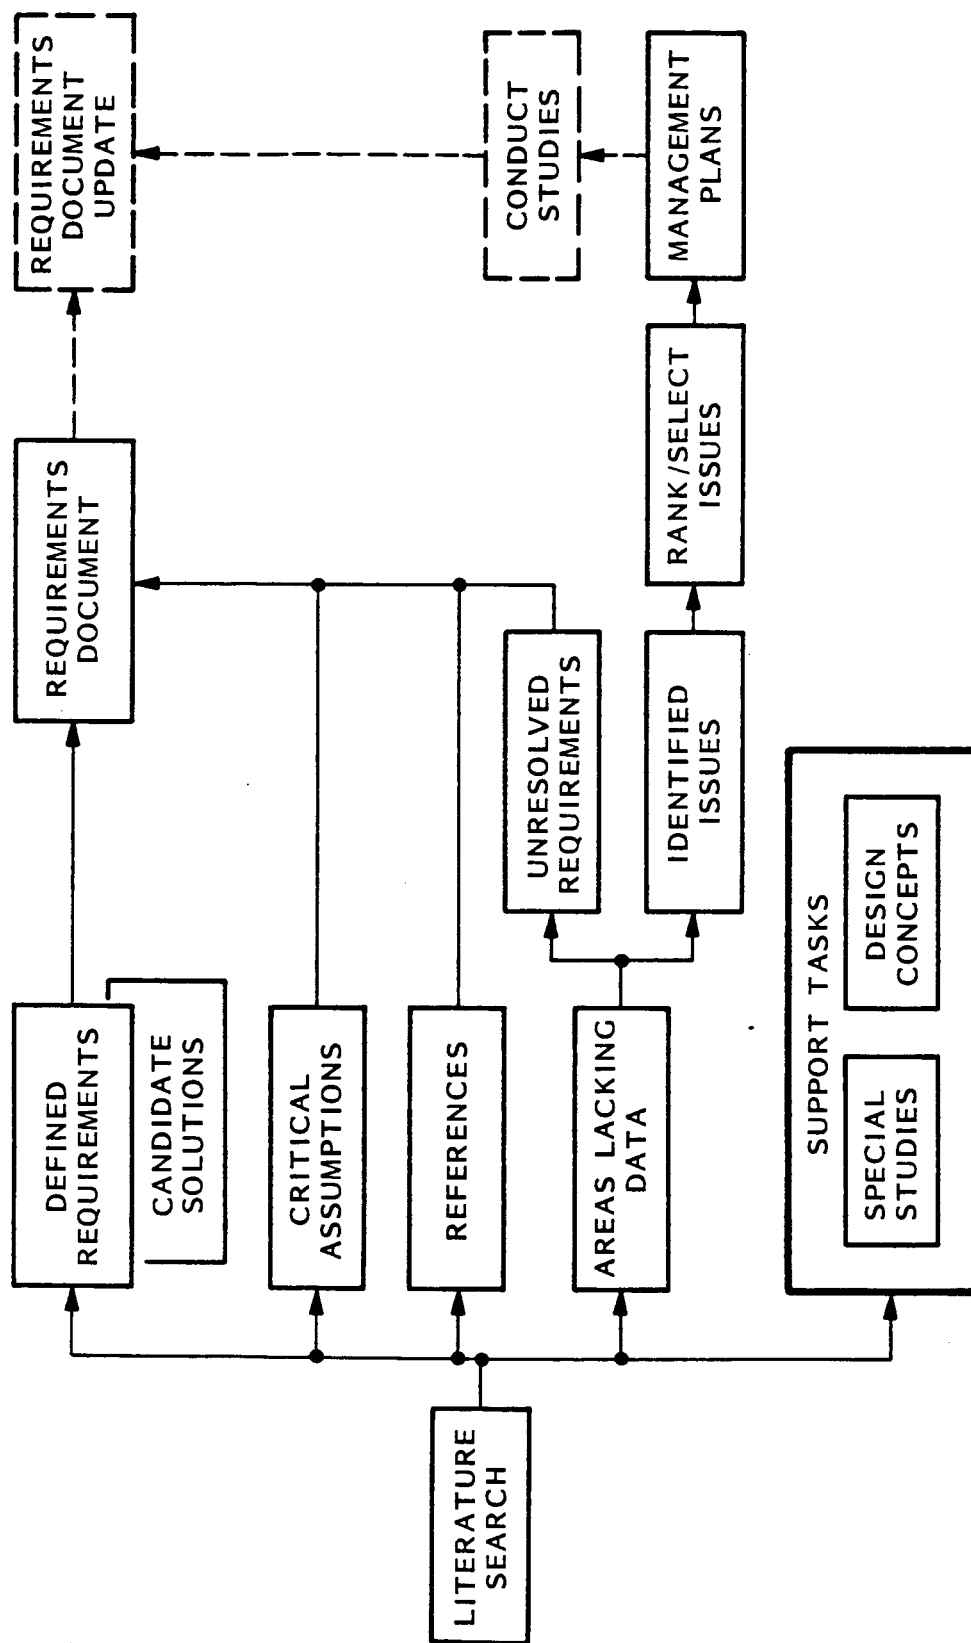 LITERATURE
SEARCH
DEFINED
REQUIREMENTS
CANDIDATE
SOLUTIONS
CRITICAL
ASSUMPTIONS
REFERENCES
AREAS LACKING
DATA
SUPPORT TASKS
SPECIAL
STUDIES
DESIGN
CONCEPTS
UNRESOLVED
REQUIREMENTS
IDENTIFIED
ISSUES
REQUIREMENTS
DOCUMENT
RANK/SELECT
ISSUES
MANAGEMENT
PLANS
CONDUCT
STUDIES
REQUIREMENTS
DOCUMENT
UPDATE